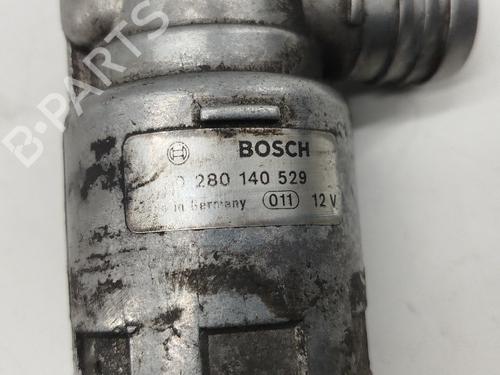 B-PARTS
BOSCH
0 280 140 529
in Germany 011 12 V